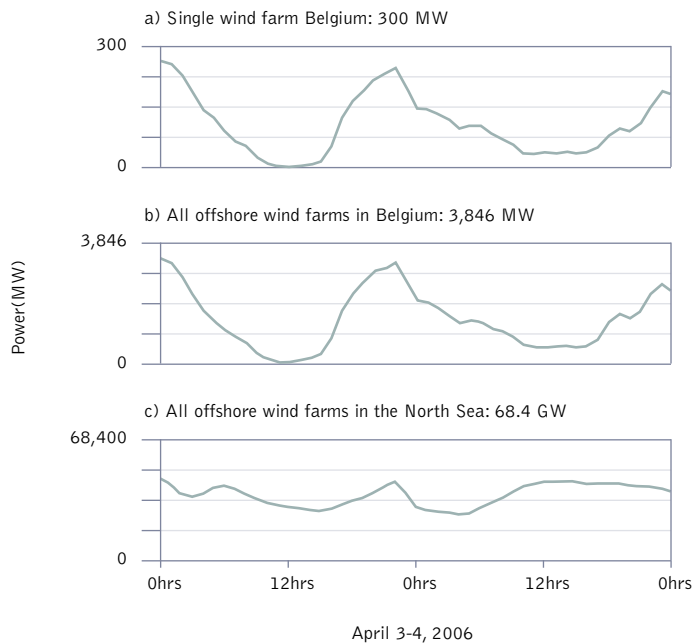 a) Single wind farm Belgium: 300 MW
300
0
b) All offshore wind farms in Belgium: 3,846 MW
3,846
0
Power(MW)
c) All offshore wind farms in the North Sea: 68.4 GW
68,400
0
0hrs 12hrs 0hrs 12hrs 0hrs
April 3-4, 2006